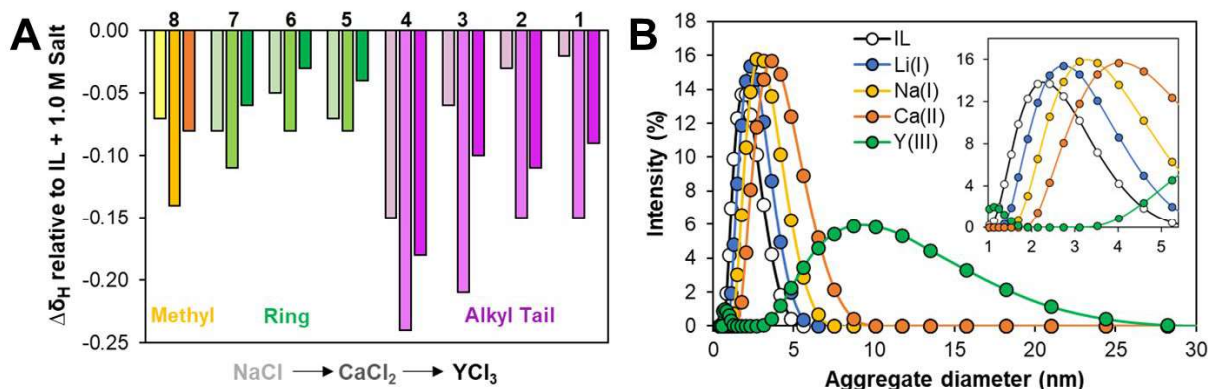 A
8 7 6 5 4 3 2 1
0.00
-0.05
-0.10
-0.15
-0.20
-0.25
ΔδH relative to IL + 1.0 M Salt
Methyl Ring Alkyl Tail
NaCl → CaCl₂ → YCl₃
B
18
16
14
12
10
8
6
4
2
0
Intensity (%)
IL
Li(I)
Na(I)
Ca(II)
Y(III)
16
12
8
4
0
1 2 3 4 5
0 5 10 15 20 25 30
Aggregate diameter (nm)